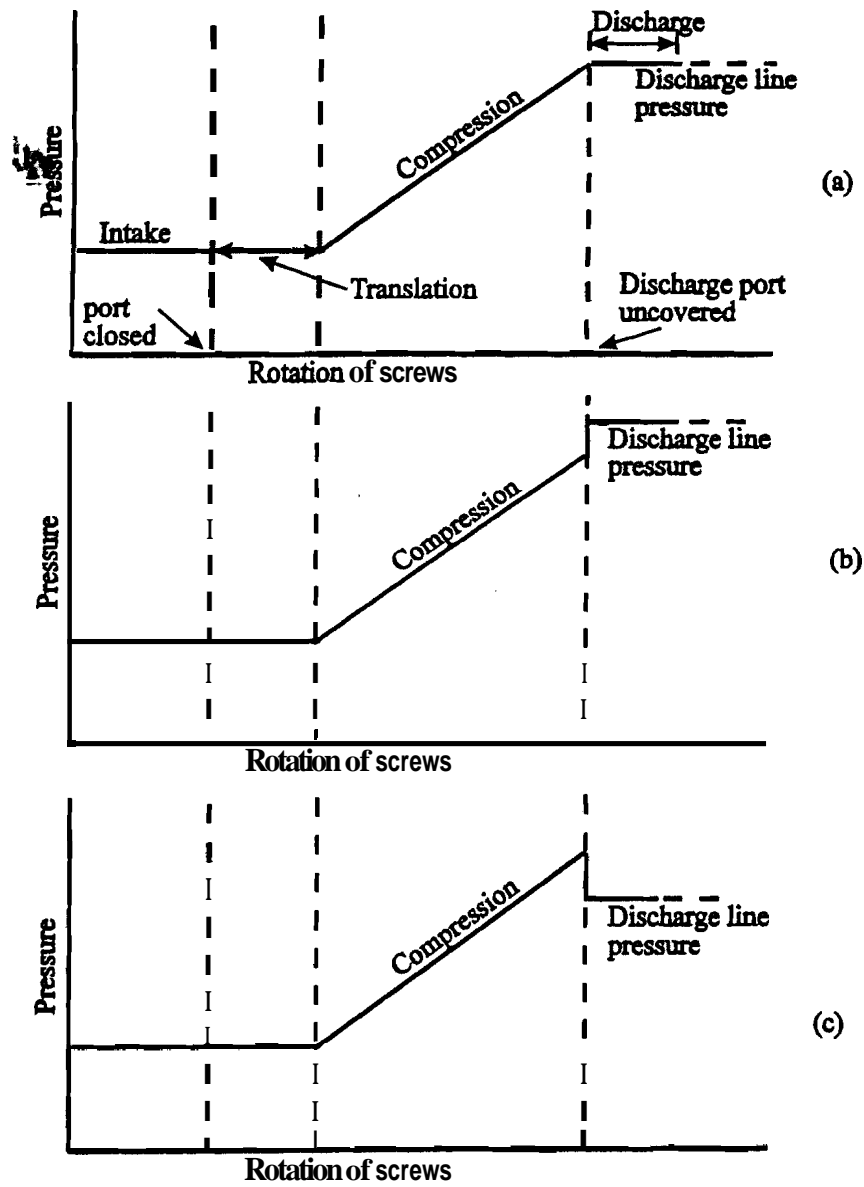 Discharge
Discharge line
pressure
Compression
(a)
Pressure
Intake
Translation
port
closed
Discharge port
uncovered
Rotation of screws
Discharge line
pressure
Compression
(b)
Pressure
Rotation of screws
Compression
Discharge line
pressure
(c)
Pressure
Rotation of screws